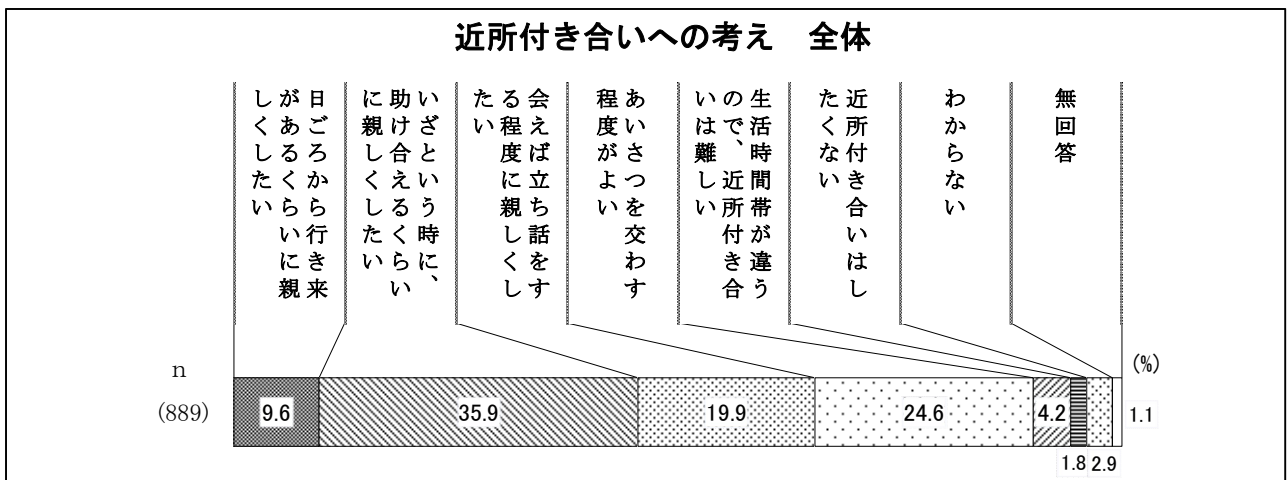 近所付き合いへの考え　全体
日ごろから行き来
があるくらいに親
しくしたい
いざという時に、
助け合えるくらい
に親しくしたい
会えば立ち話をす
る程度に親しくし
たい
あいさつを交わす
程度がよい
生活時間帯が違う
ので、近所付き合
いは難しい
近所付き合いはし
たくない
わからない
無回答
(%)
n
(889)
9.6
35.9
19.9
24.6
4.2
1.8
2.9
1.1